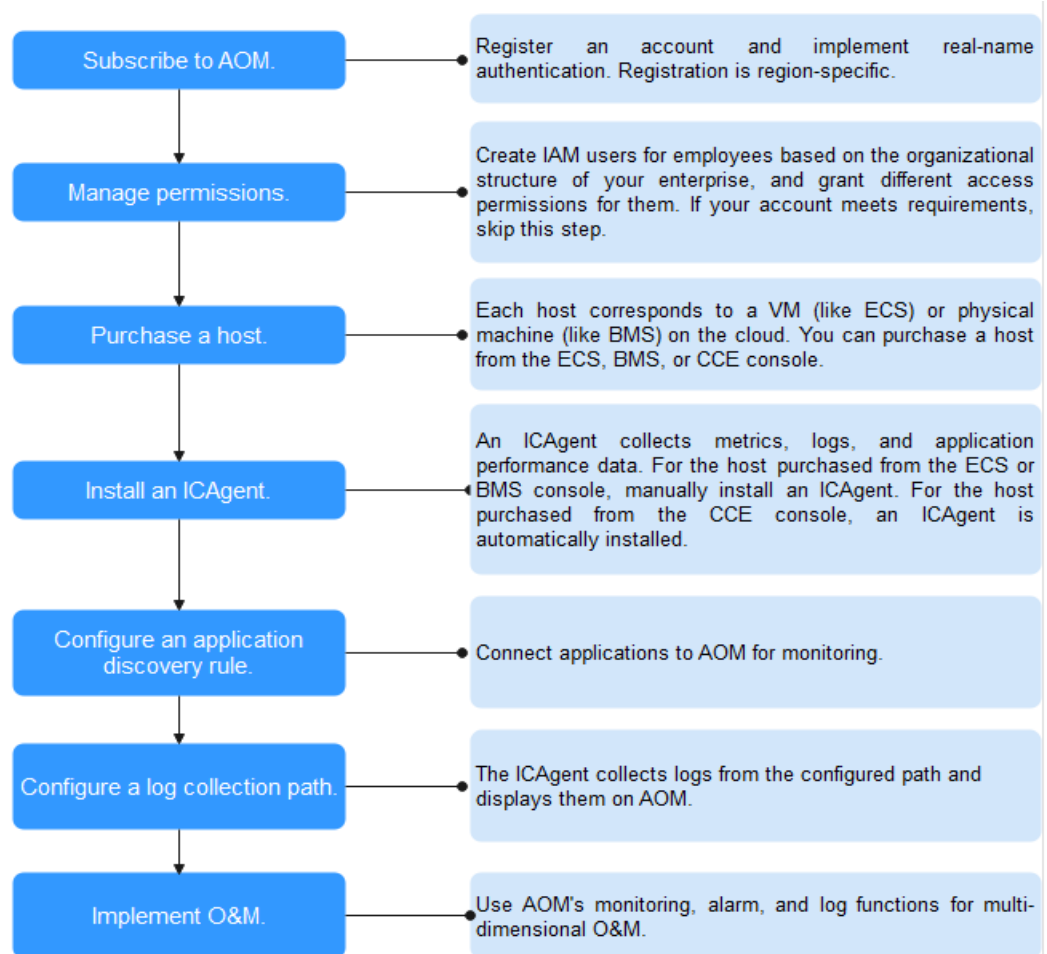 Subscribe to AOM.
Register an account and implement real-name
authentication. Registration is region-specific.
Manage permissions.
Create IAM users for employees based on the organizational
structure of your enterprise, and grant different access
permissions for them. If your account meets requirements,
skip this step.
Purchase a host.
Each host corresponds to a VM (like ECS) or physical
machine (like BMS) on the cloud. You can purchase a host
from the ECS, BMS, or CCE console.
Install an ICAgent.
An ICAgent collects metrics, logs, and application
performance data. For the host purchased from the ECS or
BMS console, manually install an ICAgent. For the host
purchased from the CCE console, an ICAgent is
automatically installed.
Configure an application
discovery rule.
Connect applications to AOM for monitoring.
Configure a log collection path.
The ICAgent collects logs from the configured path and
displays them on AOM.
Implement O&M.
Use AOM's monitoring, alarm, and log functions for multi-
dimensional O&M.